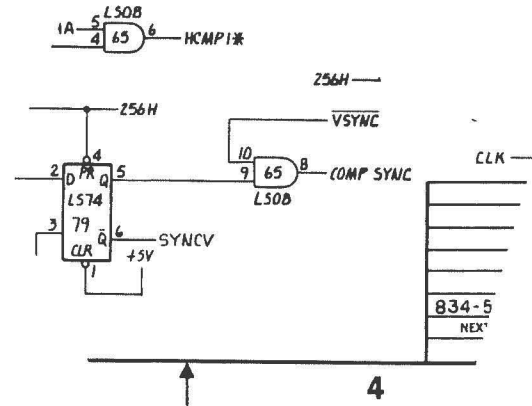 LS08
1A 5
4 65 6 HCMPI*
256H
256H
VSYNC
4
10
8 COMP SYNC
2 D PR Q 5
9 65
CLK
LS74
LS08
79
3
Q 6 SYNCV
CLR +5V
1
834-5
NEXT
4